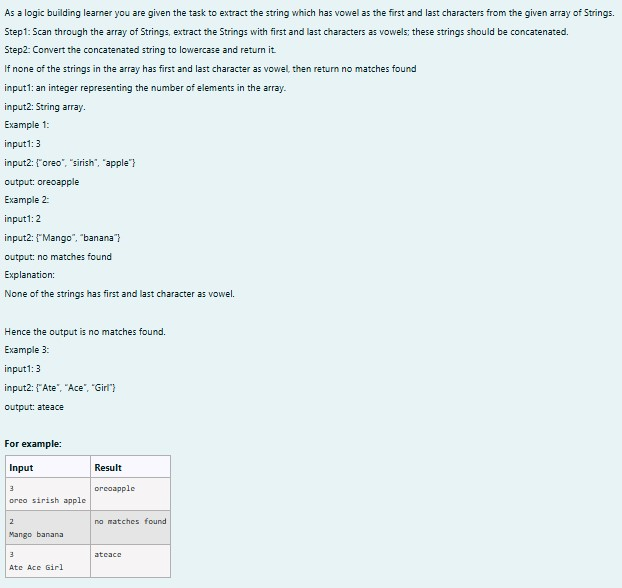 As a logic building learner you are given the task to extract the string which has vowel as the first and last characters from the given array of Strings.
Step1: Scan through the array of Strings, extract the Strings with first and last characters as vowels; these strings should be concatenated.
Step2: Convert the concatenated string to lowercase and return it.
If none of the strings in the array has first and last character as vowel, then return no matches found
input1: an integer representing the number of elements in the array.
input2: String array.
Example 1:
input1: 3
input2: {"oreo", "sirish", "apple"}
output: oreoapple
Example 2:
input1: 2
input2: {"Mango", "banana"}
output: no matches found
Explanation:
None of the strings has first and last character as vowel.
Hence the output is no matches found.
Example 3:
input1: 3
input2: {"Ate", "Ace", "Girl"}
output: ateace
For example:
Input Result
3 oreoapple
oreo sirish apple
2 no matches found
Mango banana
3 ateace
Ate Ace Girl